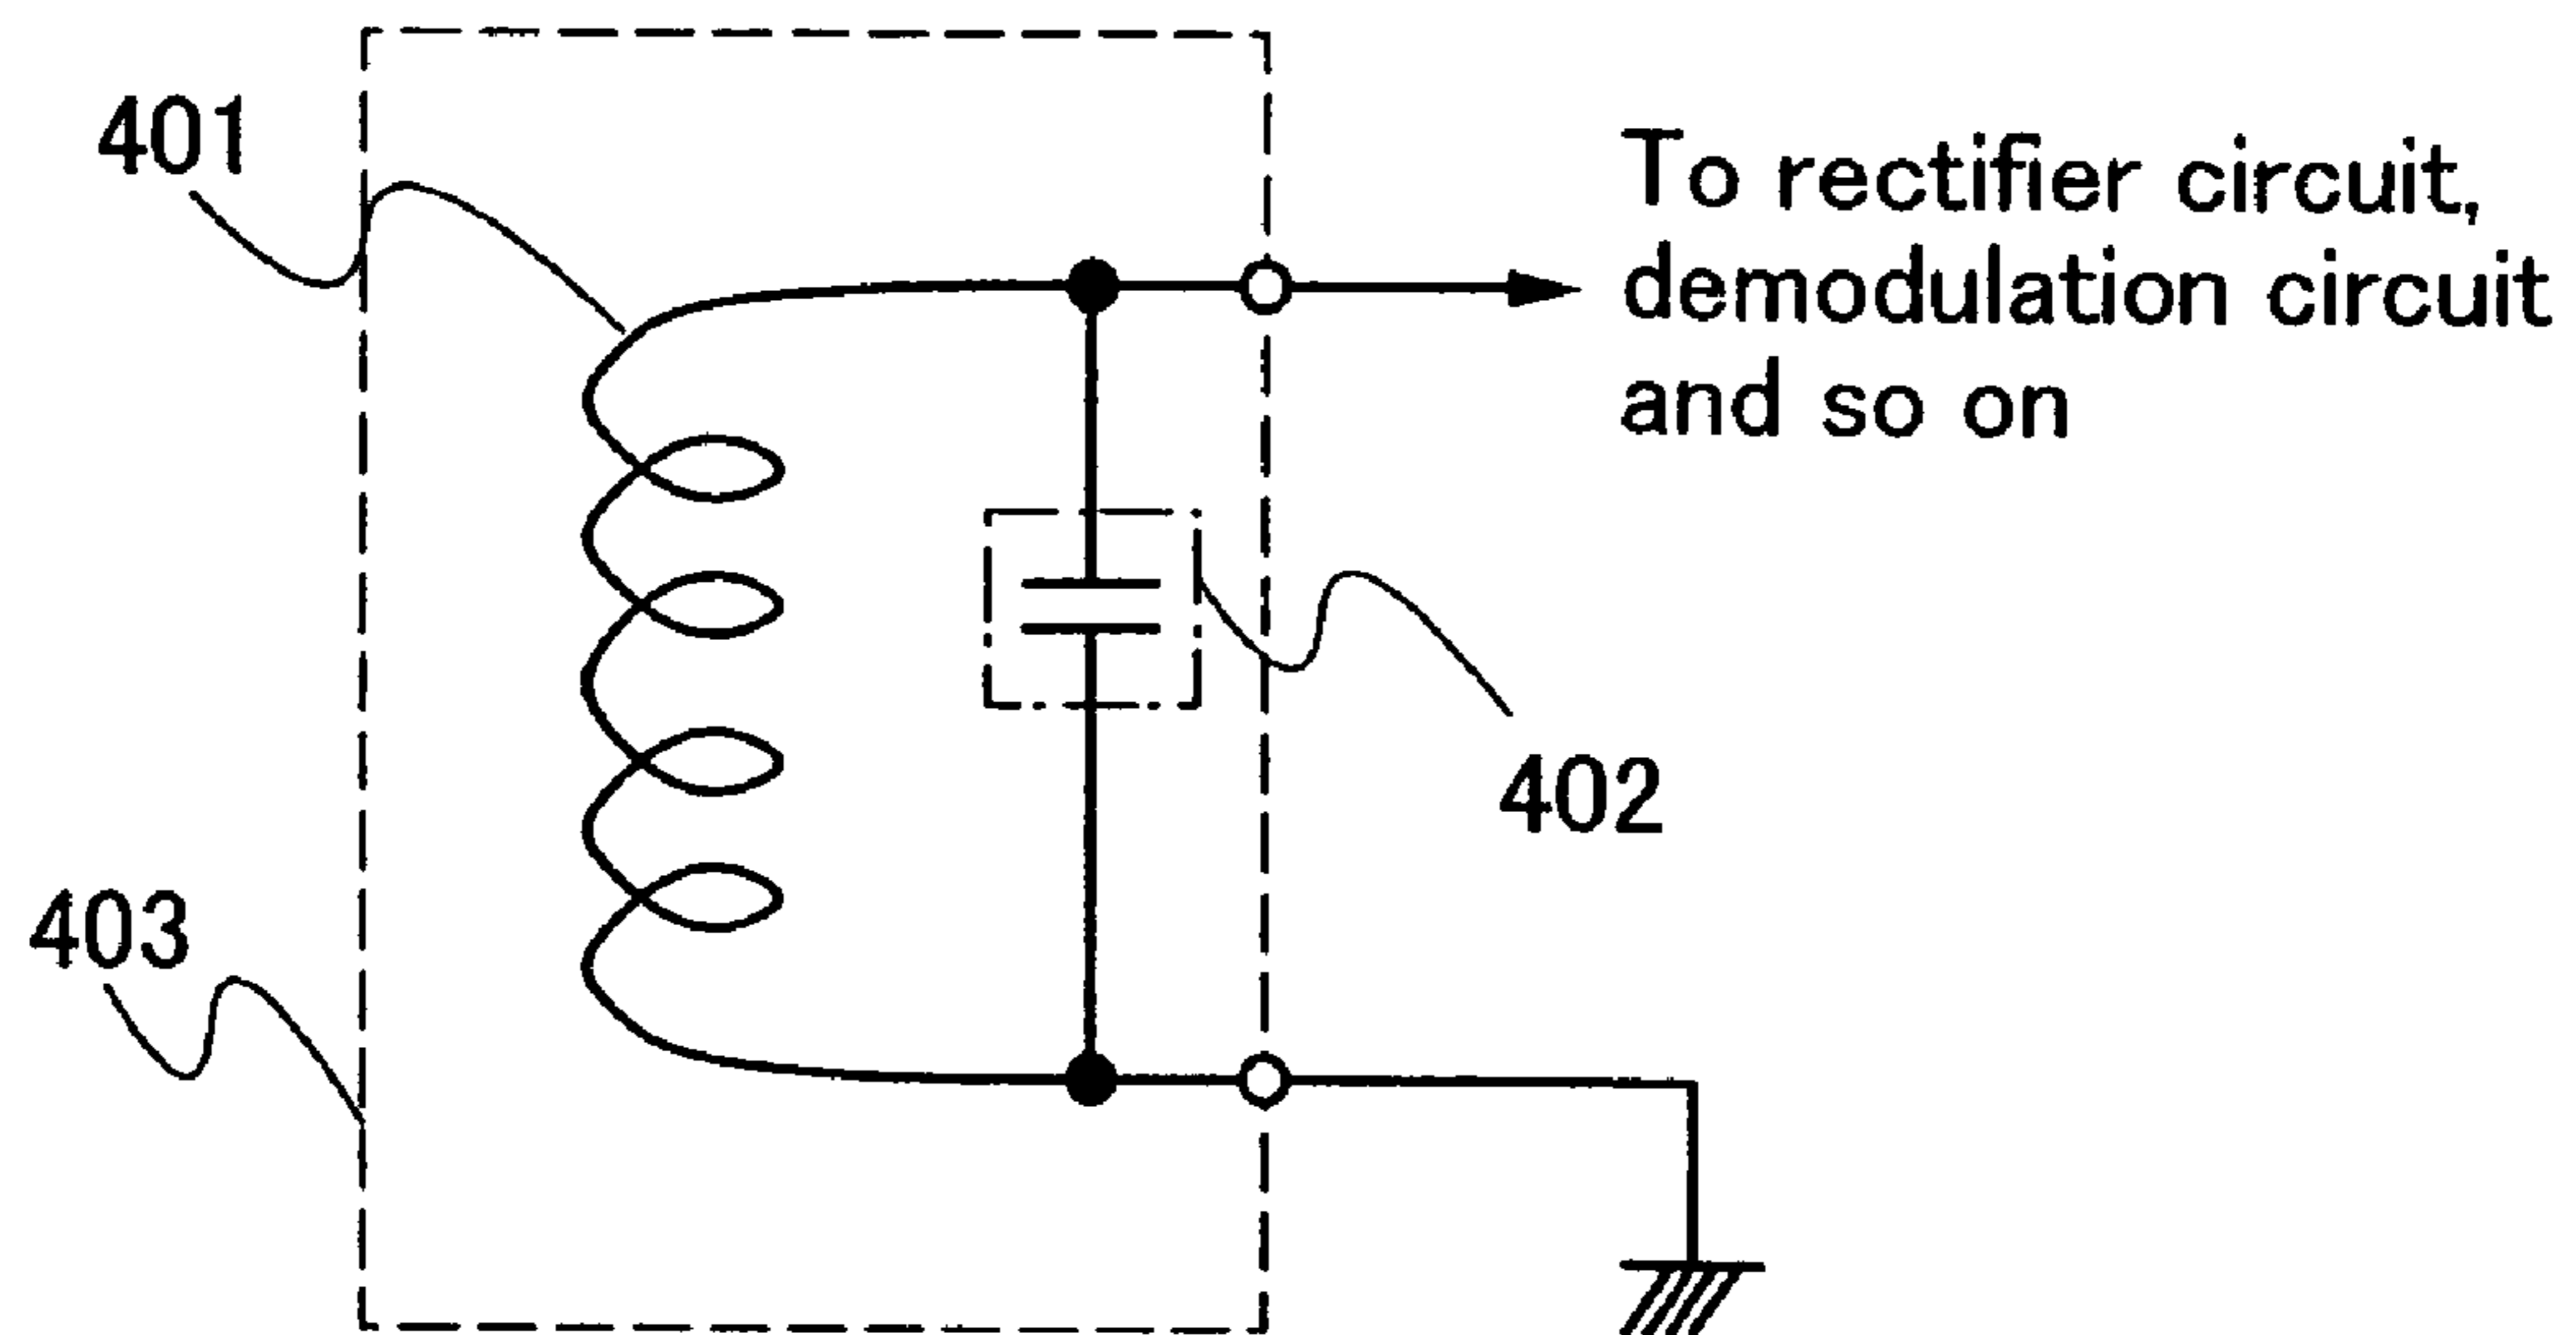 401
To rectifier circuit,
demodulation circuit
and so on
402
403